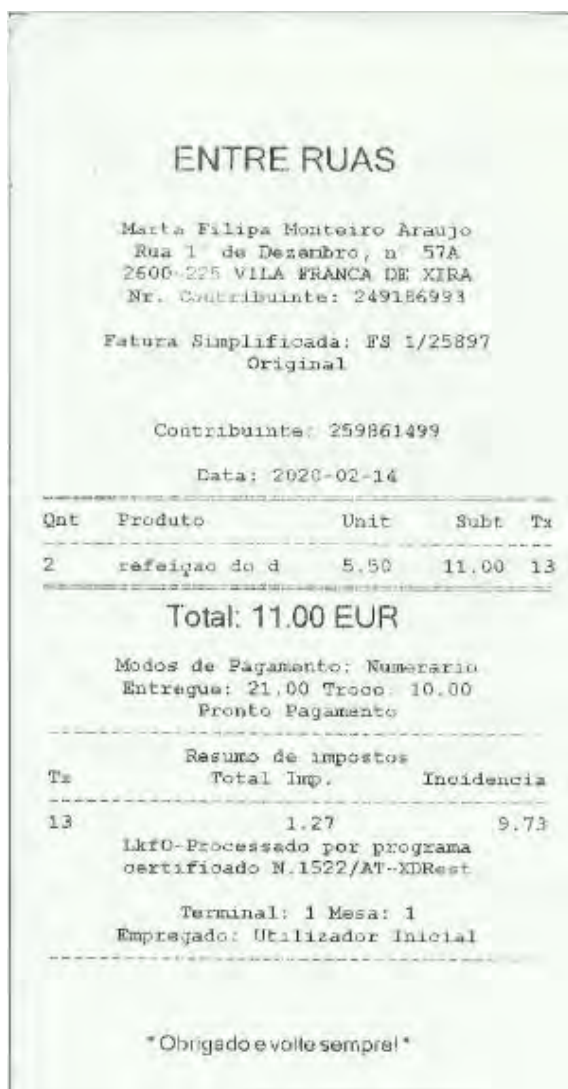 ENTRE RUAS
Marta Filipa Monteiro Araujo
Rua 1 de Dezembro, n 57A
2600-225 VILA FRANCA DE XIRA
Nr. Contribuinte: 249186993
Fatura Simplificada: FS 1/25897
Original
Contribuinte: 259861499
Data: 2020-02-14
Qnt Produto Unit Subt Tx
2 refeiçao do d 5.50 11.00 13
Total: 11.00 EUR
Modos de Pagamento: Numerario
Entregue: 21.00 Troco: 10.00
Pronto Pagamento
Resumo de impostos
Tx Total Imp. Incidencia
13 1.27 9.73
LkfO-Processado por programa
certificado N.1522/AT-XDRest
Terminal: 1 Mesa: 1
Empregado: Utilizador Inicial
* Obrigado e volte sempre! *